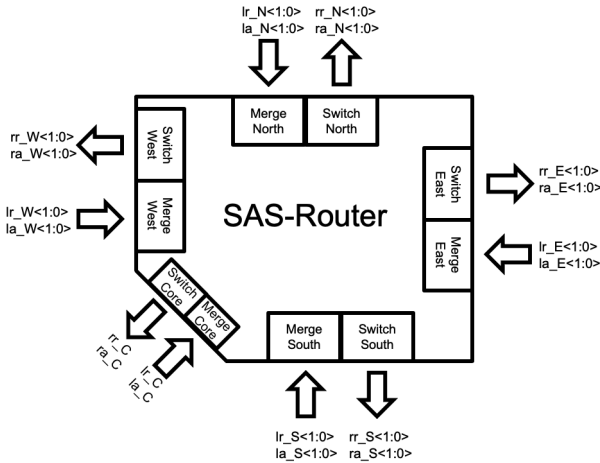 lr_N<1:0>
la_N<1:0>
rr_N<1:0>
ra_N<1:0>
Merge
North
Switch
North
rr_W<1:0>
ra_W<1:0>
Switch
West
lr_W<1:0>
la_W<1:0>
Merge
West
SAS-Router
Switch
East
rr_E<1:0>
ra_E<1:0>
Merge
East
lr_E<1:0>
la_E<1:0>
Switch
Core
Merge
Core
rr_C
ra_C
lr_C
la_C
Merge
South
Switch
South
lr_S<1:0>
la_S<1:0>
rr_S<1:0>
ra_S<1:0>